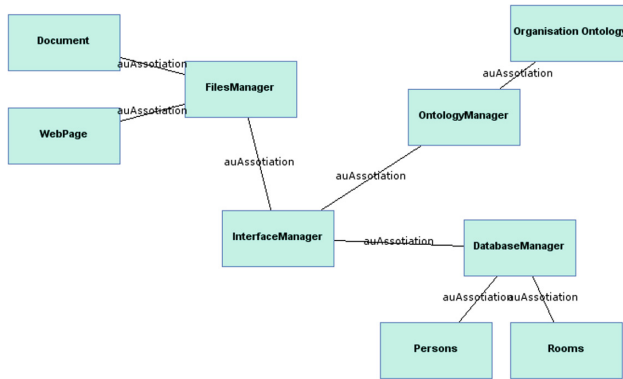 Organisation Ontology
Document
auAssotiation
auAssotiation
FilesManager
auAssotiation
OntologyManager
WebPage
auAssotiation
auAssotiation
InterfaceManager
auAssotiation
DatabaseManager
auAssotiation
auAssotiation
Persons
Rooms